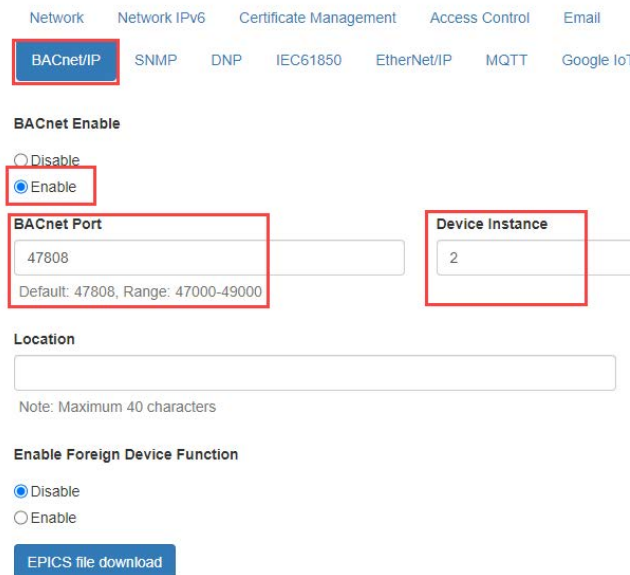 Network Network IPv6 Certificate Management Access Control Email
BACnet/IP SNMP DNP IEC61850 EtherNet/IP MQTT Google IoT
BACnet Enable
Disable
Enable
BACnet Port Device Instance
47808 2
Default: 47808, Range: 47000-49000
Location
Note: Maximum 40 characters
Enable Foreign Device Function
Disable
Enable
EPICS file download